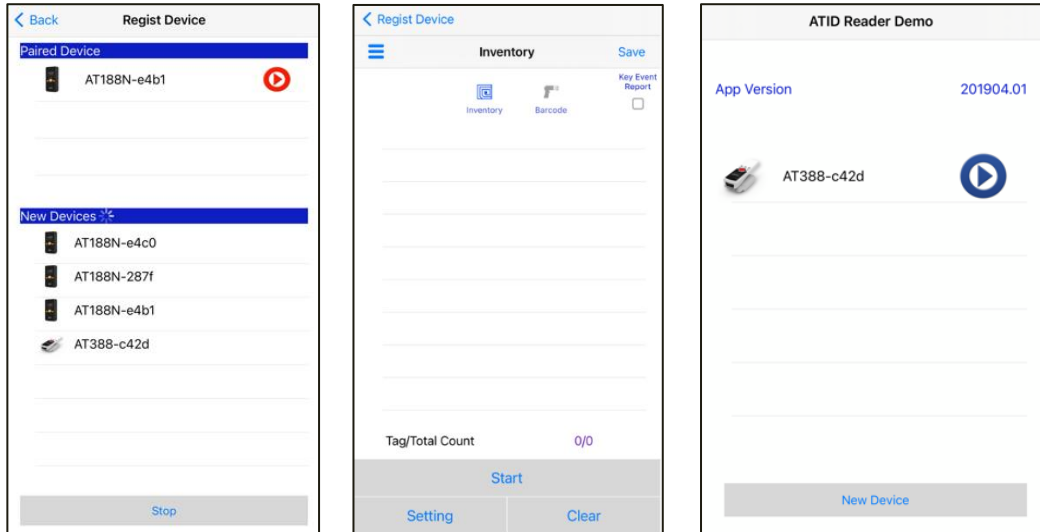 Back
Regist Device
Paired Device
AT188N-e4b1
New Devices
AT188N-e4c0
AT188N-287f
AT188N-e4b1
AT388-c42d
Stop
Regist Device
Inventory
Save
Key Event
Report
Inventory
Barcode
Tag/Total Count
0/0
Start
Setting
Clear
ATID Reader Demo
App Version
201904.01
AT388-c42d
New Device